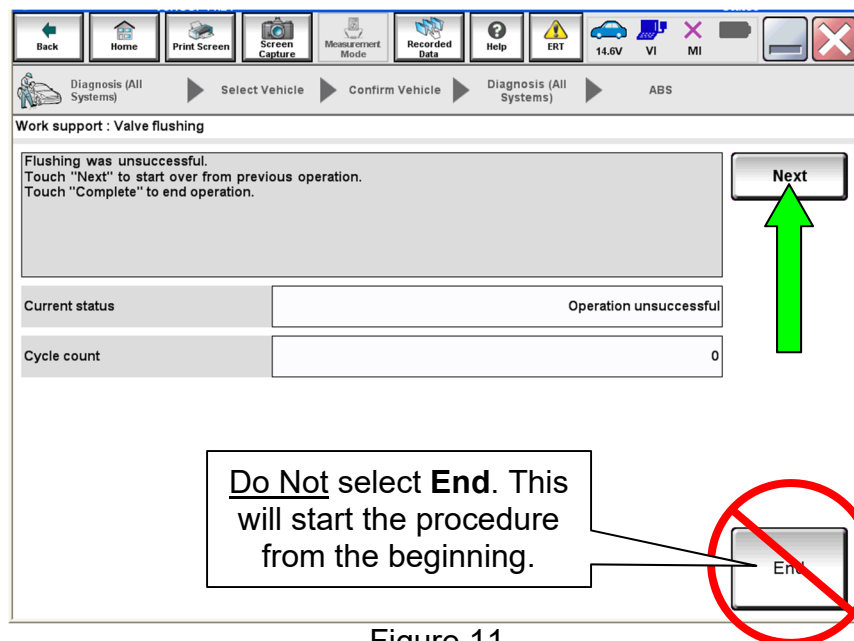 Back
Home
Print Screen
Screen
Capture
Measurement
Mode
Recorded
Data
Help
ERT
14.6V
VI
MI
Diagnosis (All
Systems)
Select Vehicle
Confirm Vehicle
Diagnosis (All
Systems)
ABS
Work support : Valve flushing
Flushing was unsuccessful.
Touch "Next" to start over from previous operation.
Touch "Complete" to end operation.
Next
Current status
Operation unsuccessful
Cycle count
0
Do Not select End. This
will start the procedure
from the beginning.
End
Figure 11